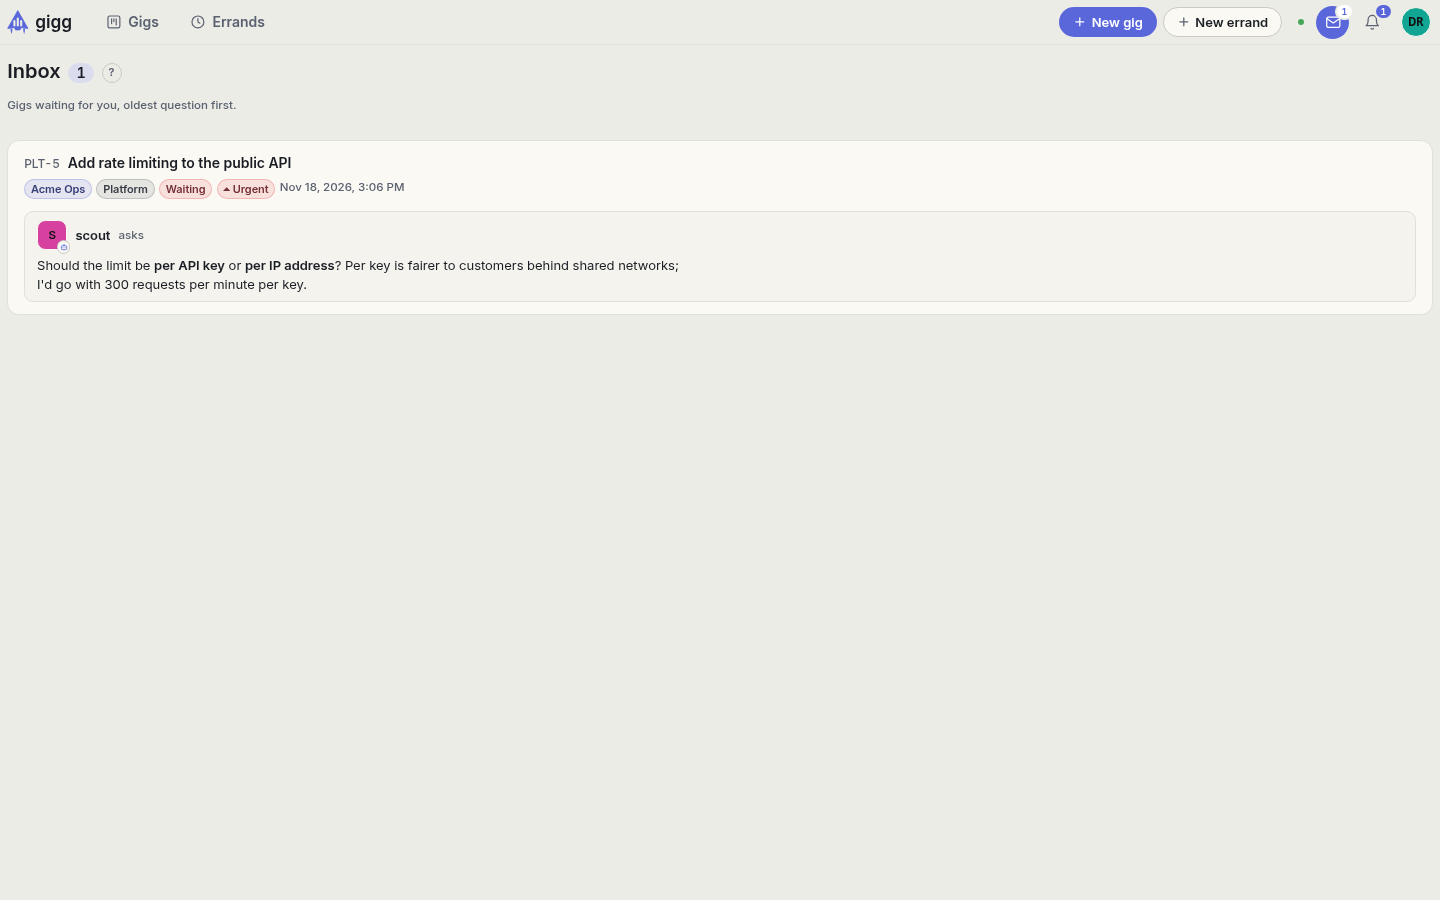 gigg
Gigs
Errands
New gig
New errand
1
1
DR
Inbox 1 ?
Gigs waiting for you, oldest question first.
PLT-5 Add rate limiting to the public API
Acme Ops Platform Waiting Urgent Nov 18, 2026, 3:06 PM
S scout asks
Should the limit be per API key or per IP address? Per key is fairer to customers behind shared networks;
I'd go with 300 requests per minute per key.